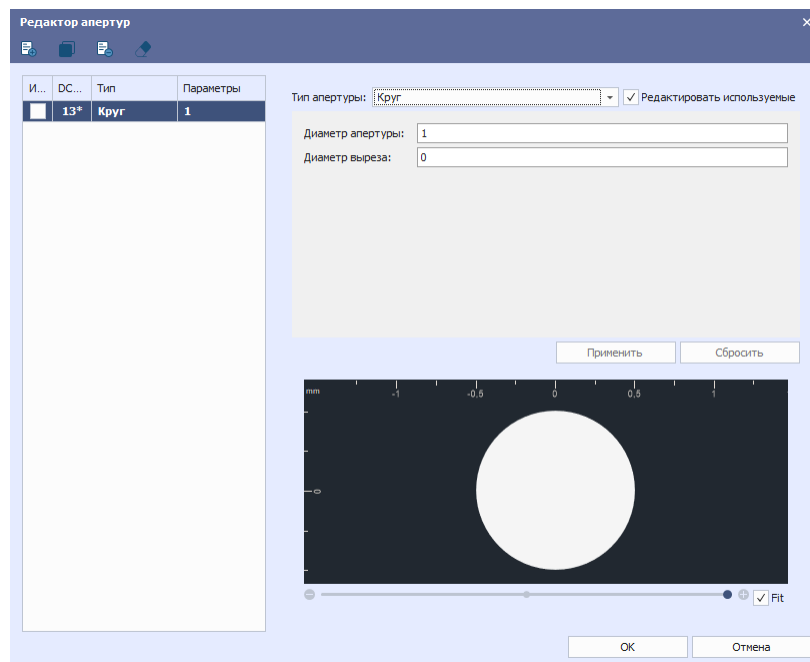 Редактор апертур
И... DC... Тип Параметры
13* Круг 1
Тип апертуры: Круг Редактировать используемые
Диаметр апертуры: 1
Диаметр выреза: 0
Применить Сбросить
mm -1 -0,5 0 0,5 1
0
Fit
OK Отмена